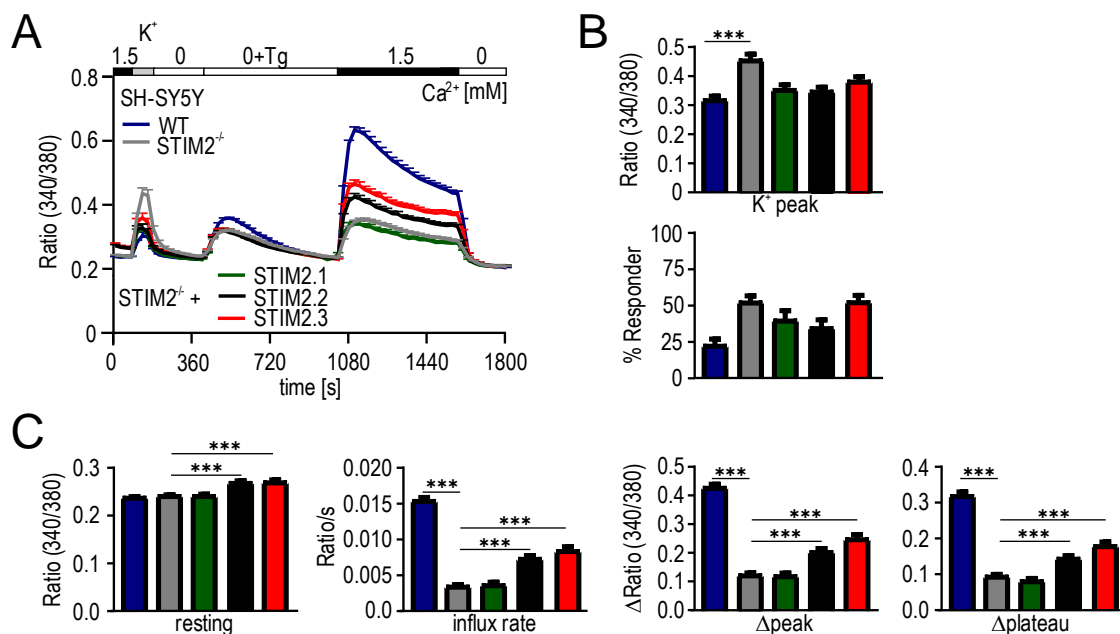 A
K⁺
1.5 0 0+Tg 1.5 0
Ca²⁺ [mM]
SH-SY5Y
WT
STIM2⁻/⁻
Ratio (340/380)
0.8
0.6
0.4
0.2
0
STIM2⁻/⁻ +
STIM2.1
STIM2.2
STIM2.3
0 360 720 1080 1440 1800
time [s]
B
***
Ratio (340/380)
0.5
0.4
0.3
0.2
0.1
0
K⁺ peak
% Responder
100
75
50
25
0
C
***
***
Ratio (340/380)
0.3
0.2
0.1
0.0
resting
***
***
***
Ratio/s
0.020
0.015
0.010
0.005
0.000
influx rate
***
***
***
ΔRatio (340/380)
0.5
0.4
0.3
0.2
0.1
0.0
Δpeak
***
***
***
0.4
0.3
0.2
0.1
0.0
Δplateau